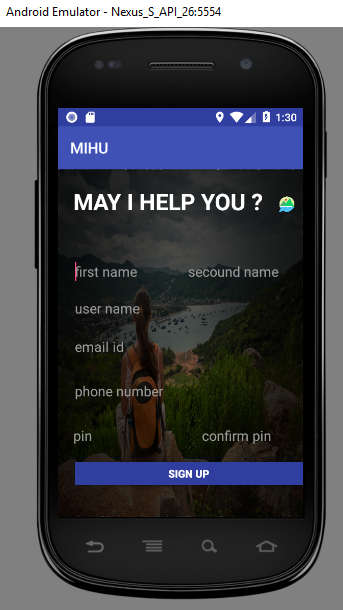 Android Emulator - Nexus_S_API_26:5554
1:30
MIHU
MAY I HELP YOU ?
first name secound name
user name
email id
phone number
pin confirm pin
SIGN UP